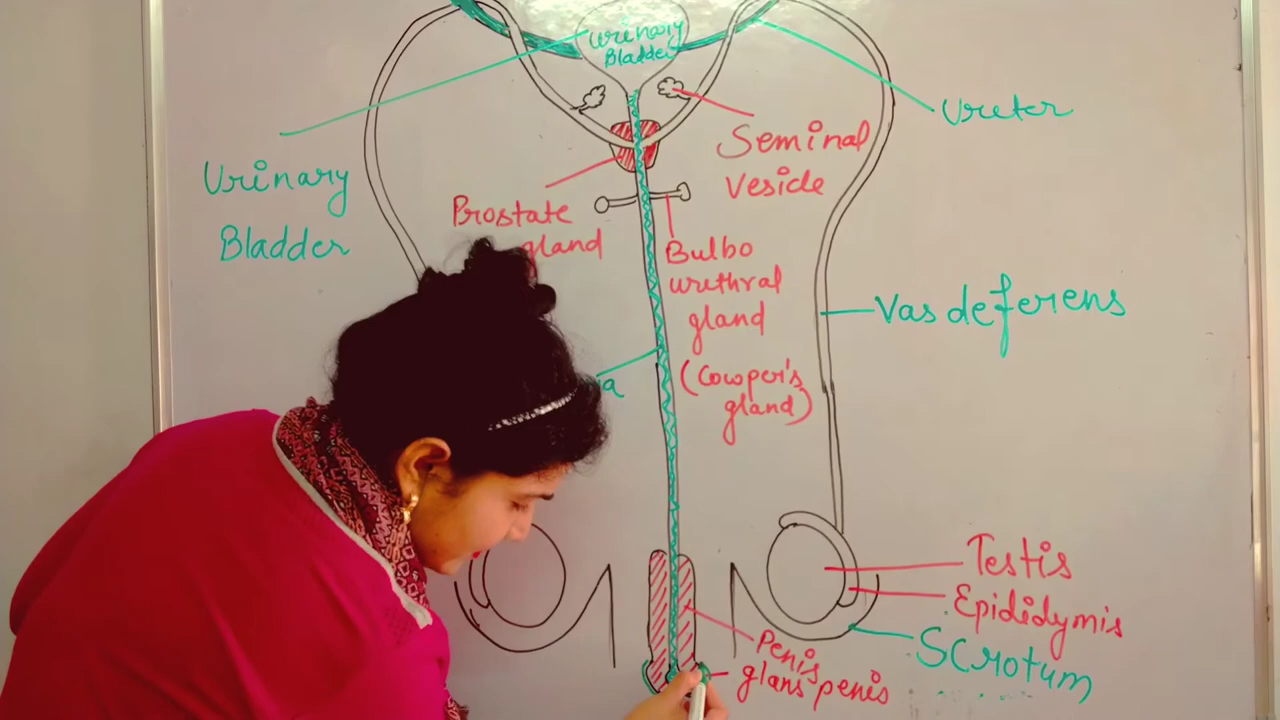 Urinary
Bladder
Ureter
Seminal
Vesicle
Urinary
Bladder
Prostate
gland
Bulbo
urethral
gland
(Cowper's
gland)
Vas deferens
Testis
Epididymis
Scrotum
Penis
glans penis